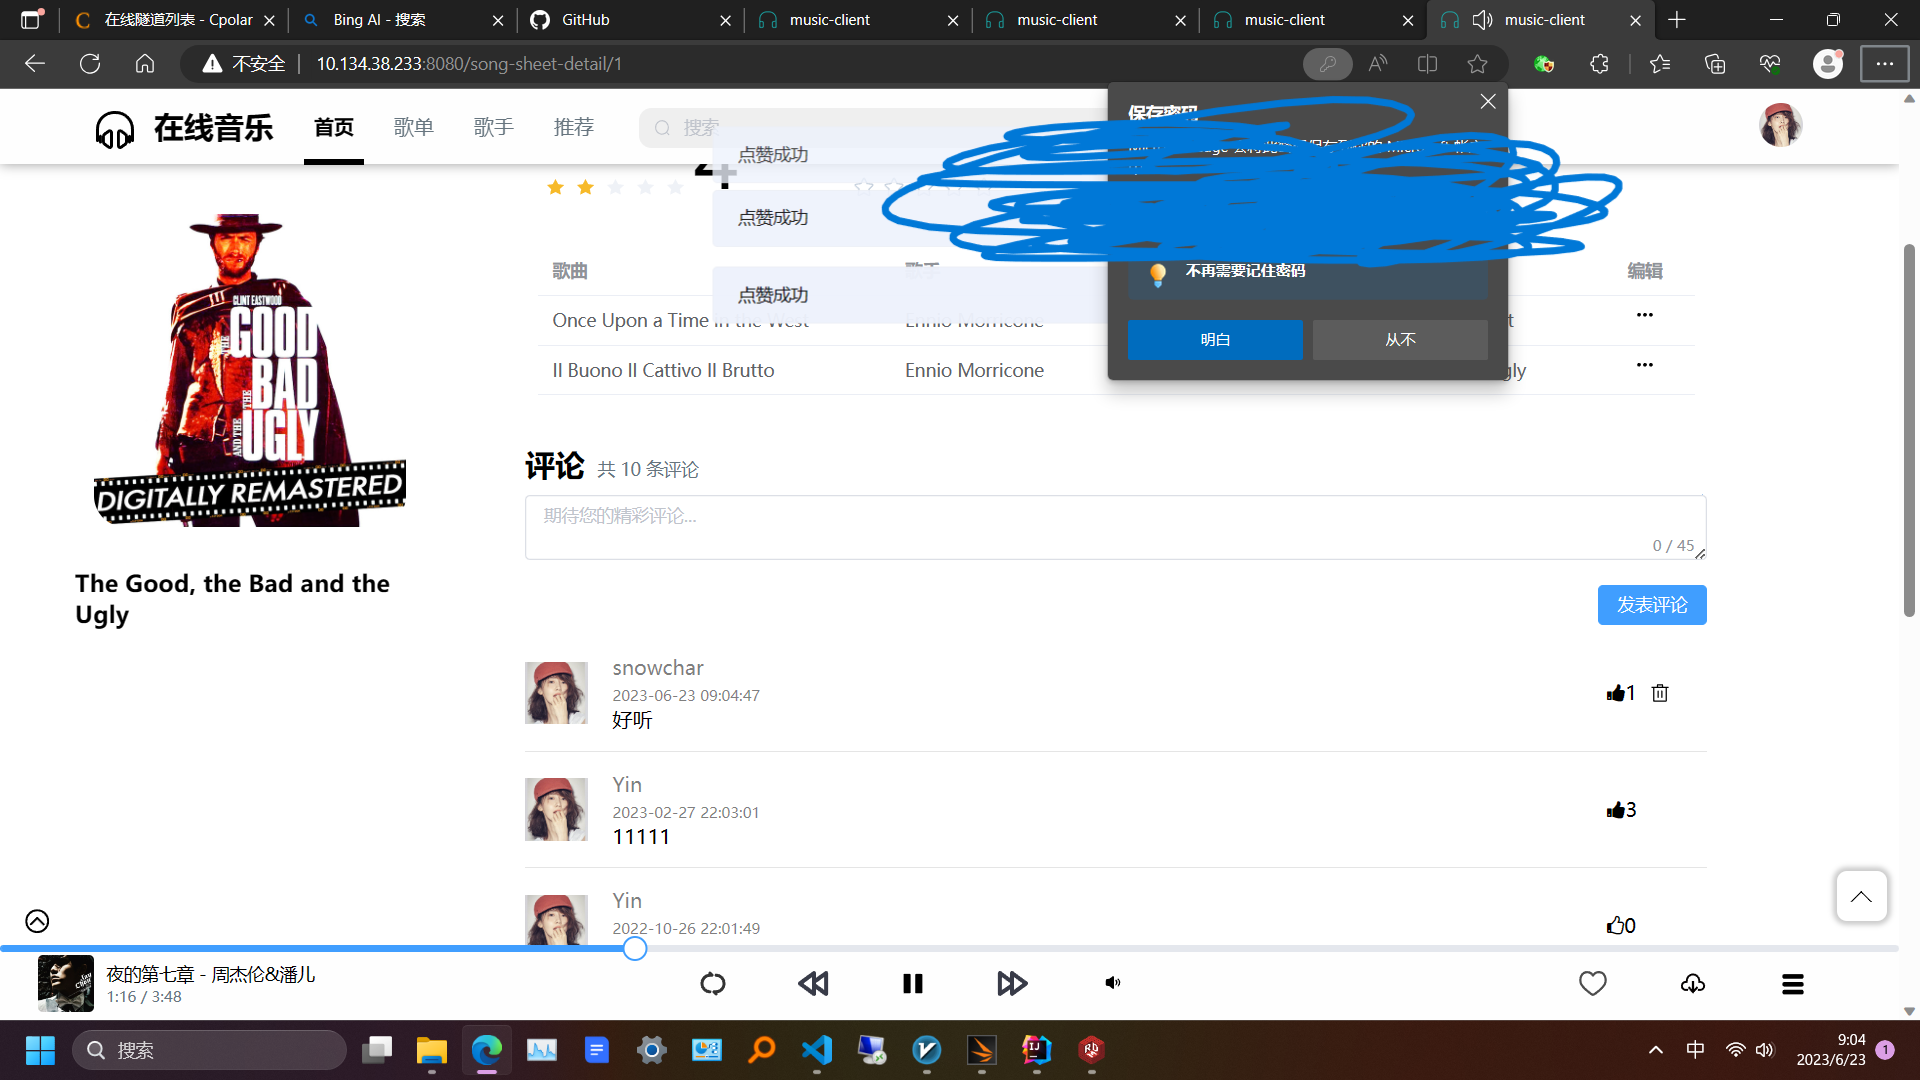 在线隧道列表 - Cpolar
Bing AI - 搜索
GitHub
music-client
music-client
music-client
music-client
不安全
10.134.38.233:8080/song-sheet-detail/1
在线音乐
首页
歌单
歌手
推荐
搜索
保存密码
点赞成功
点赞成功
点赞成功
不再需要记住密码
明白
从不
CLINT EASTWOOD
THE GOOD
THE BAD
AND THE UGLY
DIGITALLY REMASTERED
The Good, the Bad and the
Ugly
歌曲
歌手
编辑
Once Upon a Time in the West
Ennio Morricone
Il Buono Il Cattivo Il Brutto
Ennio Morricone
评论
共 10 条评论
期待您的精彩评论...
0 / 45
发表评论
snowchar
2023-06-23 09:04:47
好听
1
Yin
2023-02-27 22:03:01
11111
3
Yin
2022-10-26 22:01:49
0
夜的第七章 - 周杰伦&潘儿
1:16 / 3:48
搜索
中
9:04
2023/6/23
1